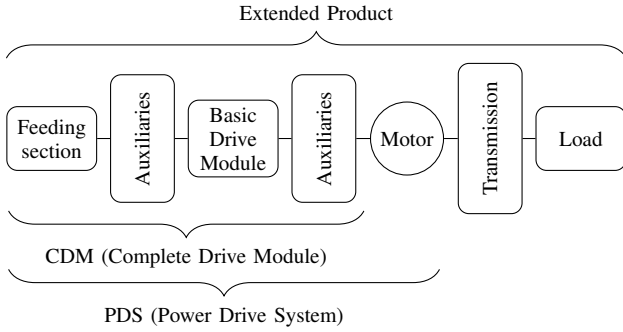 Extended Product
Feeding
section
Auxiliaries
Basic
Drive
Module
Auxiliaries
Motor
Transmission
Load
CDM (Complete Drive Module)
PDS (Power Drive System)